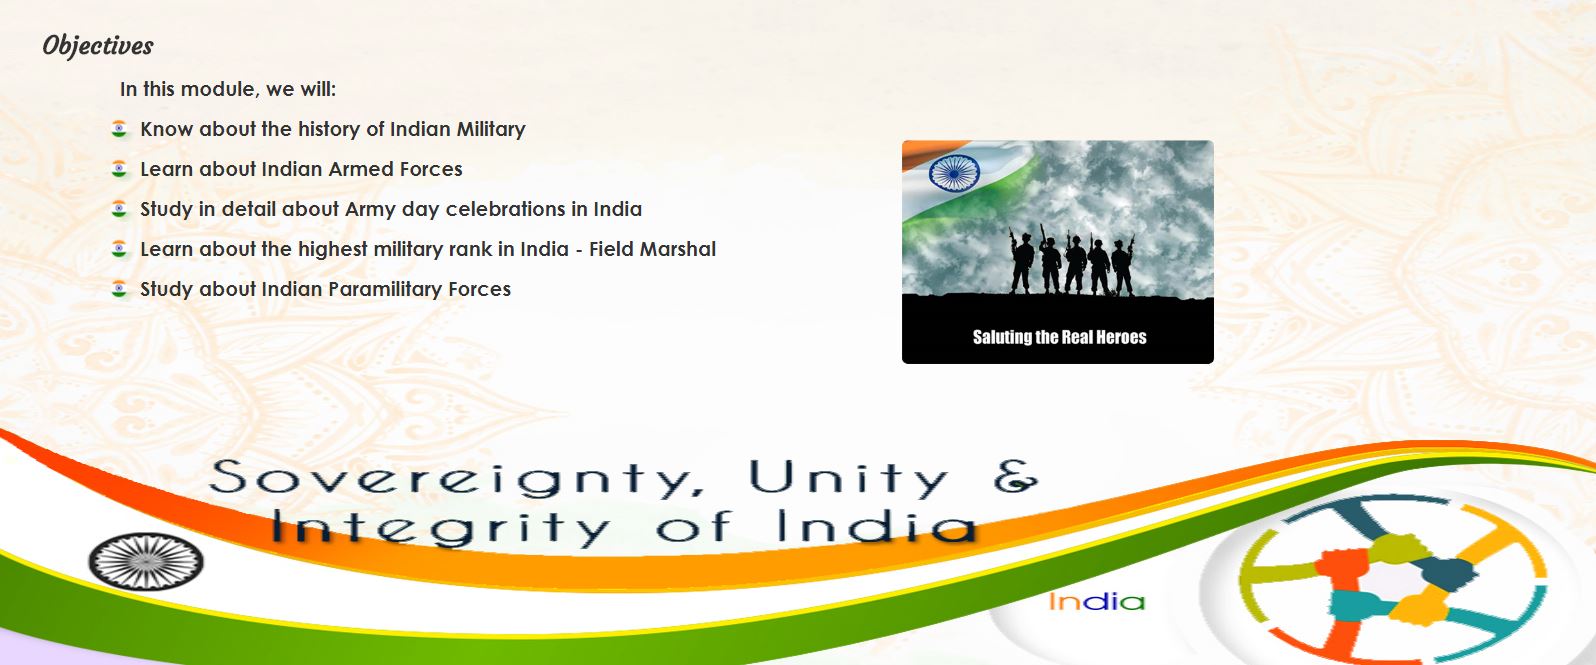 Objectives
In this module, we will:
Know about the history of Indian Military
Learn about Indian Armed Forces
Study in detail about Army day celebrations in India
Learn about the highest military rank in India - Field Marshal
Study about Indian Paramilitary Forces
Saluting the Real Heroes
Sovereignty, Unity &
Integrity of India
India